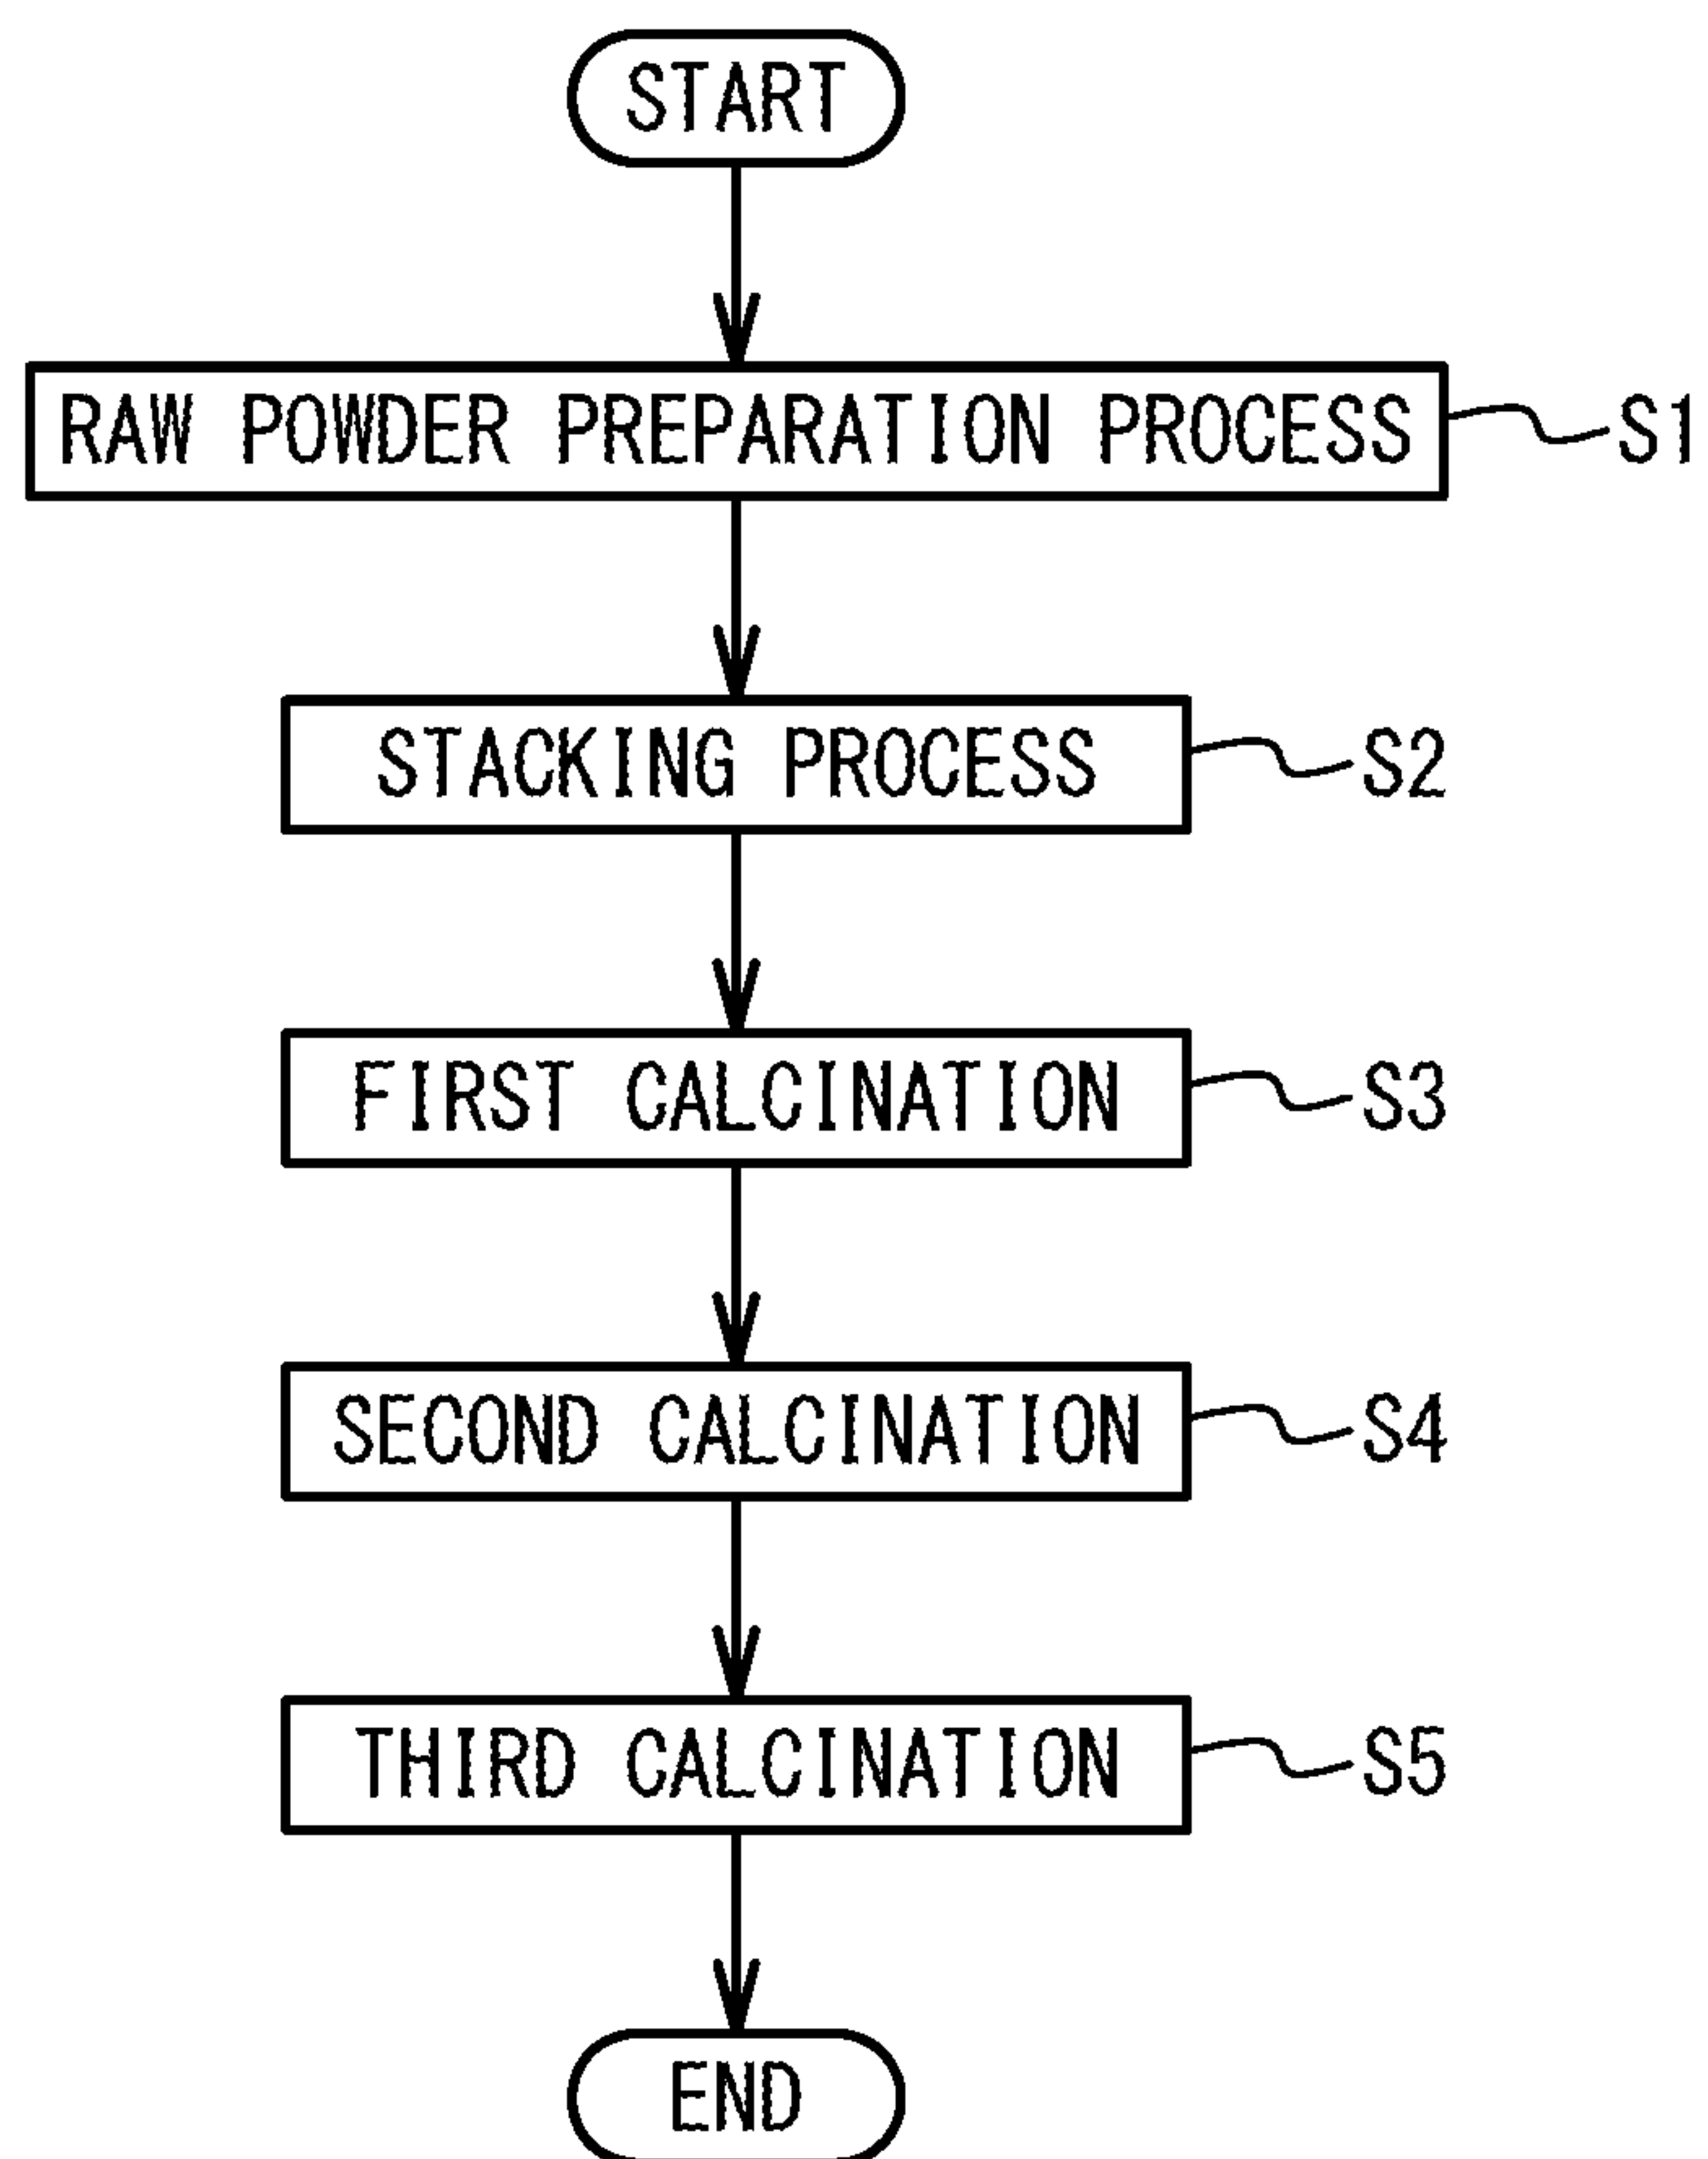 START
RAW POWDER PREPARATION PROCESS S1
STACKING PROCESS S2
FIRST CALCINATION S3
SECOND CALCINATION S4
THIRD CALCINATION S5
END